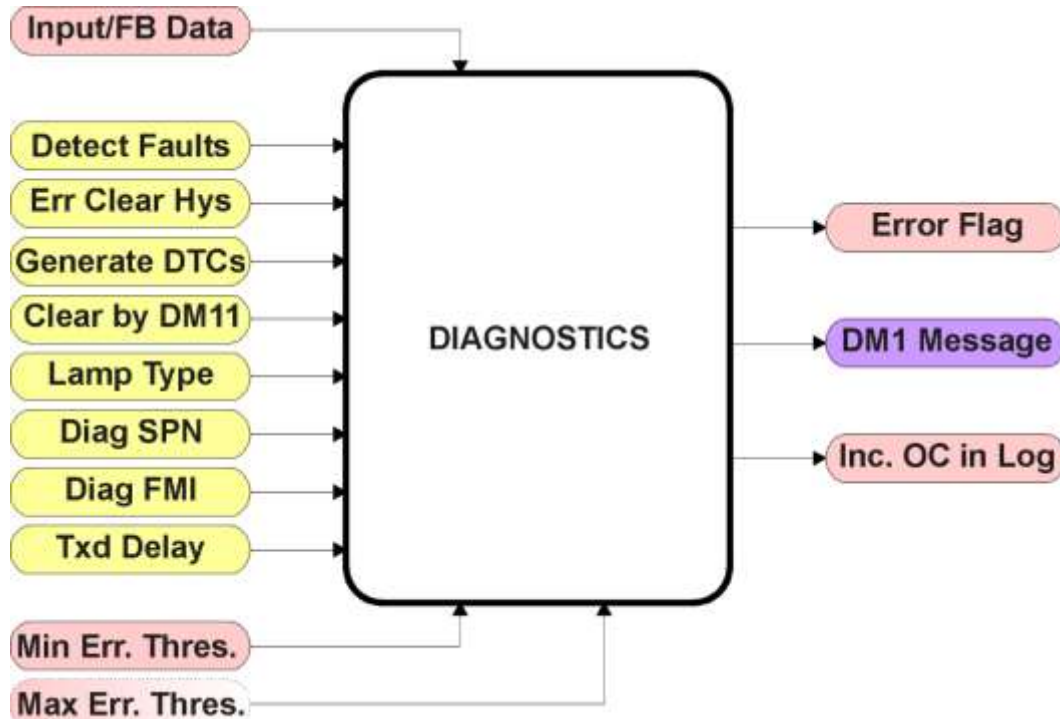 Input/FB Data
Detect Faults
Err Clear Hys
Generate DTCs
Clear by DM11
Lamp Type
Diag SPN
Diag FMI
Txd Delay
Min Err. Thres.
Max Err. Thres.
DIAGNOSTICS
Error Flag
DM1 Message
Inc. OC in Log